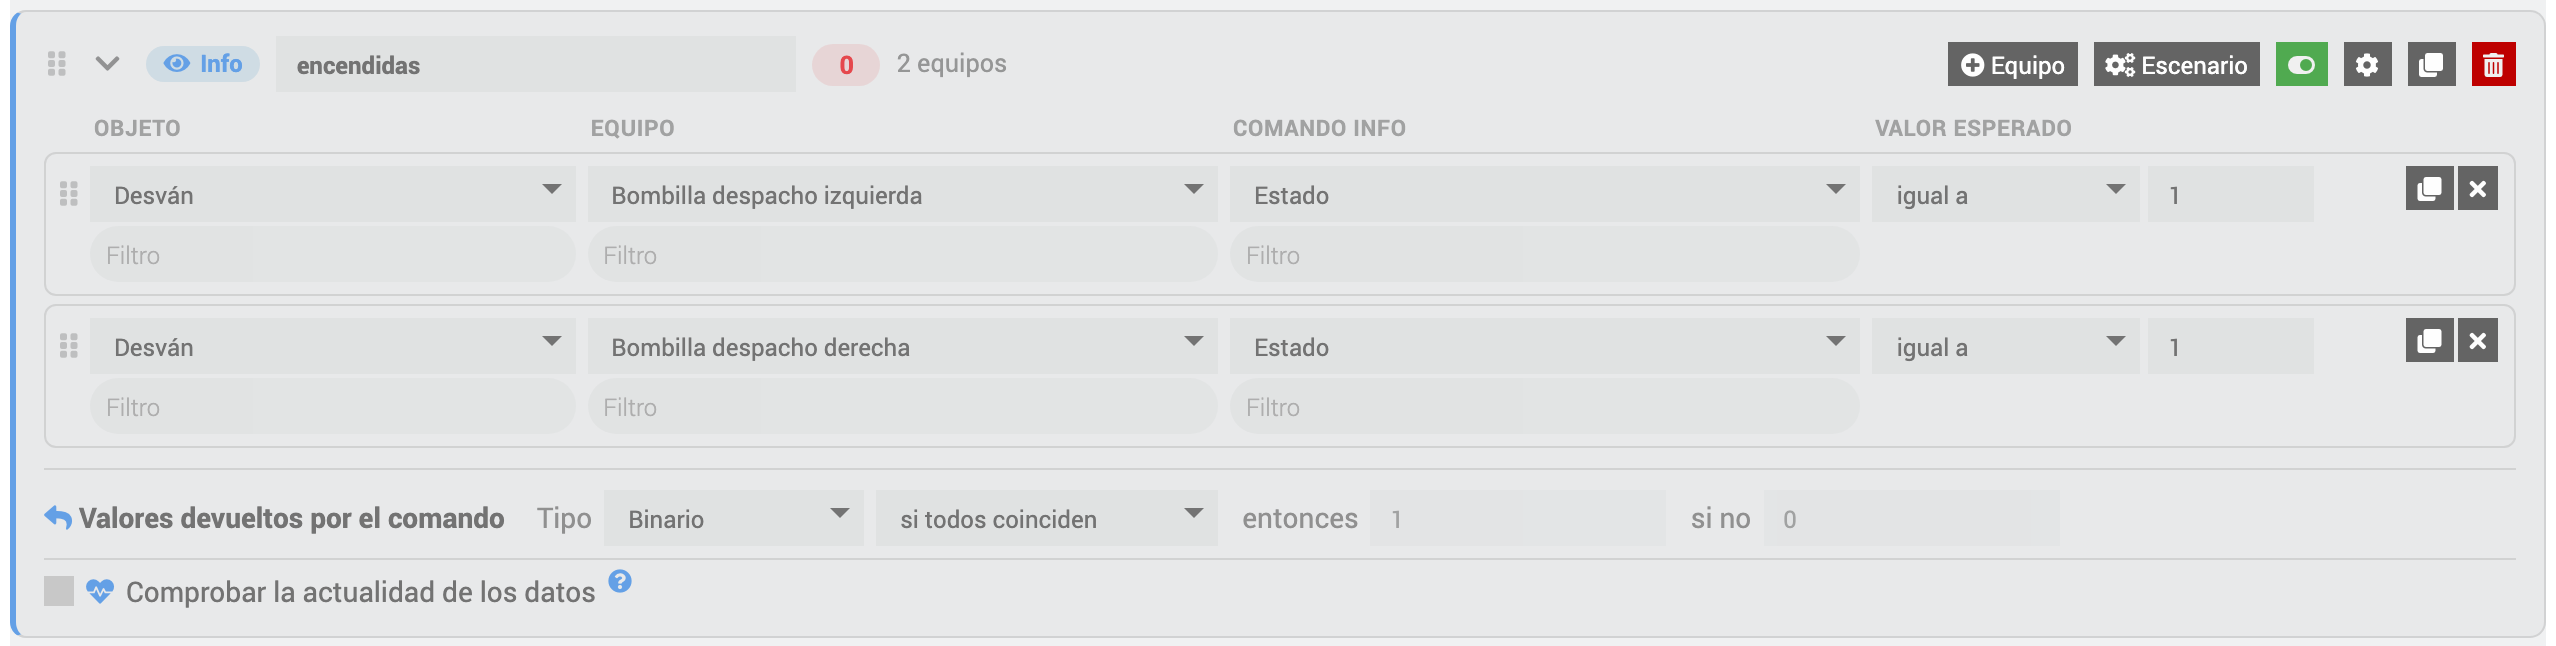 Info encendidas 0 2 equipos Equipo Escenario
OBJETO EQUIPO COMANDO INFO VALOR ESPERADO
Desván Bombilla despacho izquierda Estado igual a 1
Filtro Filtro Filtro
Desván Bombilla despacho derecha Estado igual a 1
Filtro Filtro Filtro
Valores devueltos por el comando Tipo Binario si todos coinciden entonces 1 si no 0
Comprobar la actualidad de los datos ?